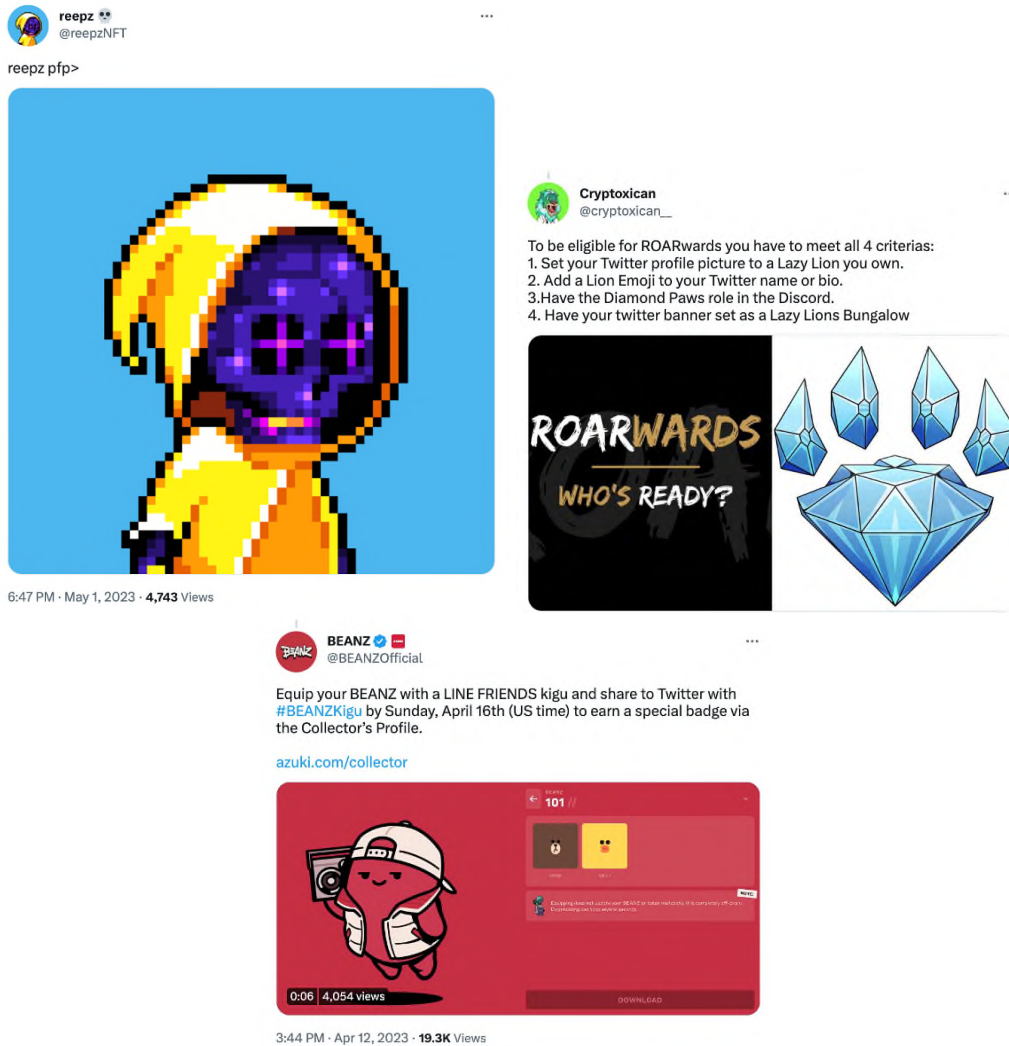 reepz 💀
@reepzNFT
reepz pfp>
6:47 PM · May 1, 2023 · 4,743 Views
Cryptoxican
@cryptoxican__
To be eligible for ROARwards you have to meet all 4 criterias:
1. Set your Twitter profile picture to a Lazy Lion you own.
2. Add a Lion Emoji to your Twitter name or bio.
3.Have the Diamond Paws role in the Discord.
4. Have your twitter banner set as a Lazy Lions Bungalow
ROARWARDS
WHO'S READY?
BEANZ
BEANZ
@BEANZOfficial
Equip your BEANZ with a LINE FRIENDS kigu and share to Twitter with
#BEANZKigu by Sunday, April 16th (US time) to earn a special badge via
the Collector's Profile.
azuki.com/collector
BEANZ
101 //
DOWNLOAD
0:06 4,054 views
3:44 PM · Apr 12, 2023 · 19.3K Views